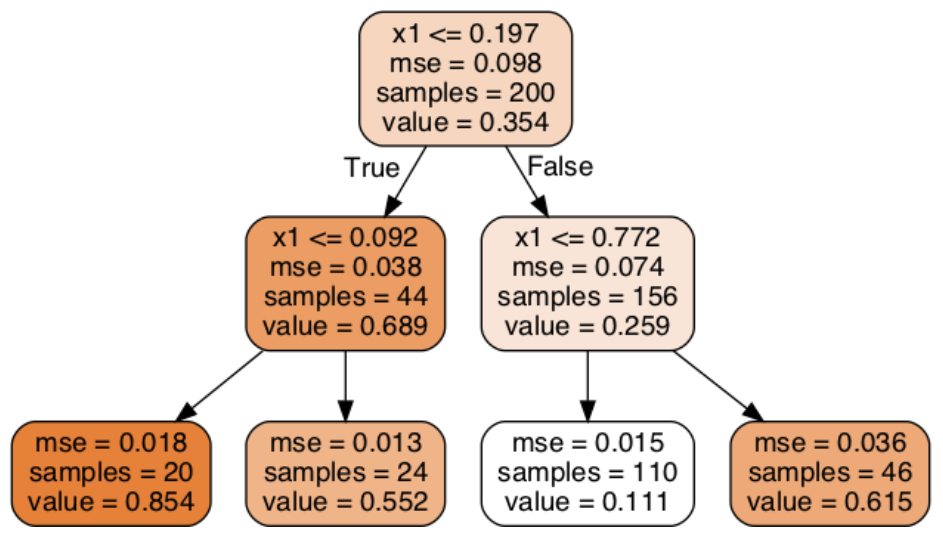 x1 <= 0.197
mse = 0.098
samples = 200
value = 0.354
True
False
x1 <= 0.092
mse = 0.038
samples = 44
value = 0.689
x1 <= 0.772
mse = 0.074
samples = 156
value = 0.259
mse = 0.018
samples = 20
value = 0.854
mse = 0.013
samples = 24
value = 0.552
mse = 0.015
samples = 110
value = 0.111
mse = 0.036
samples = 46
value = 0.615